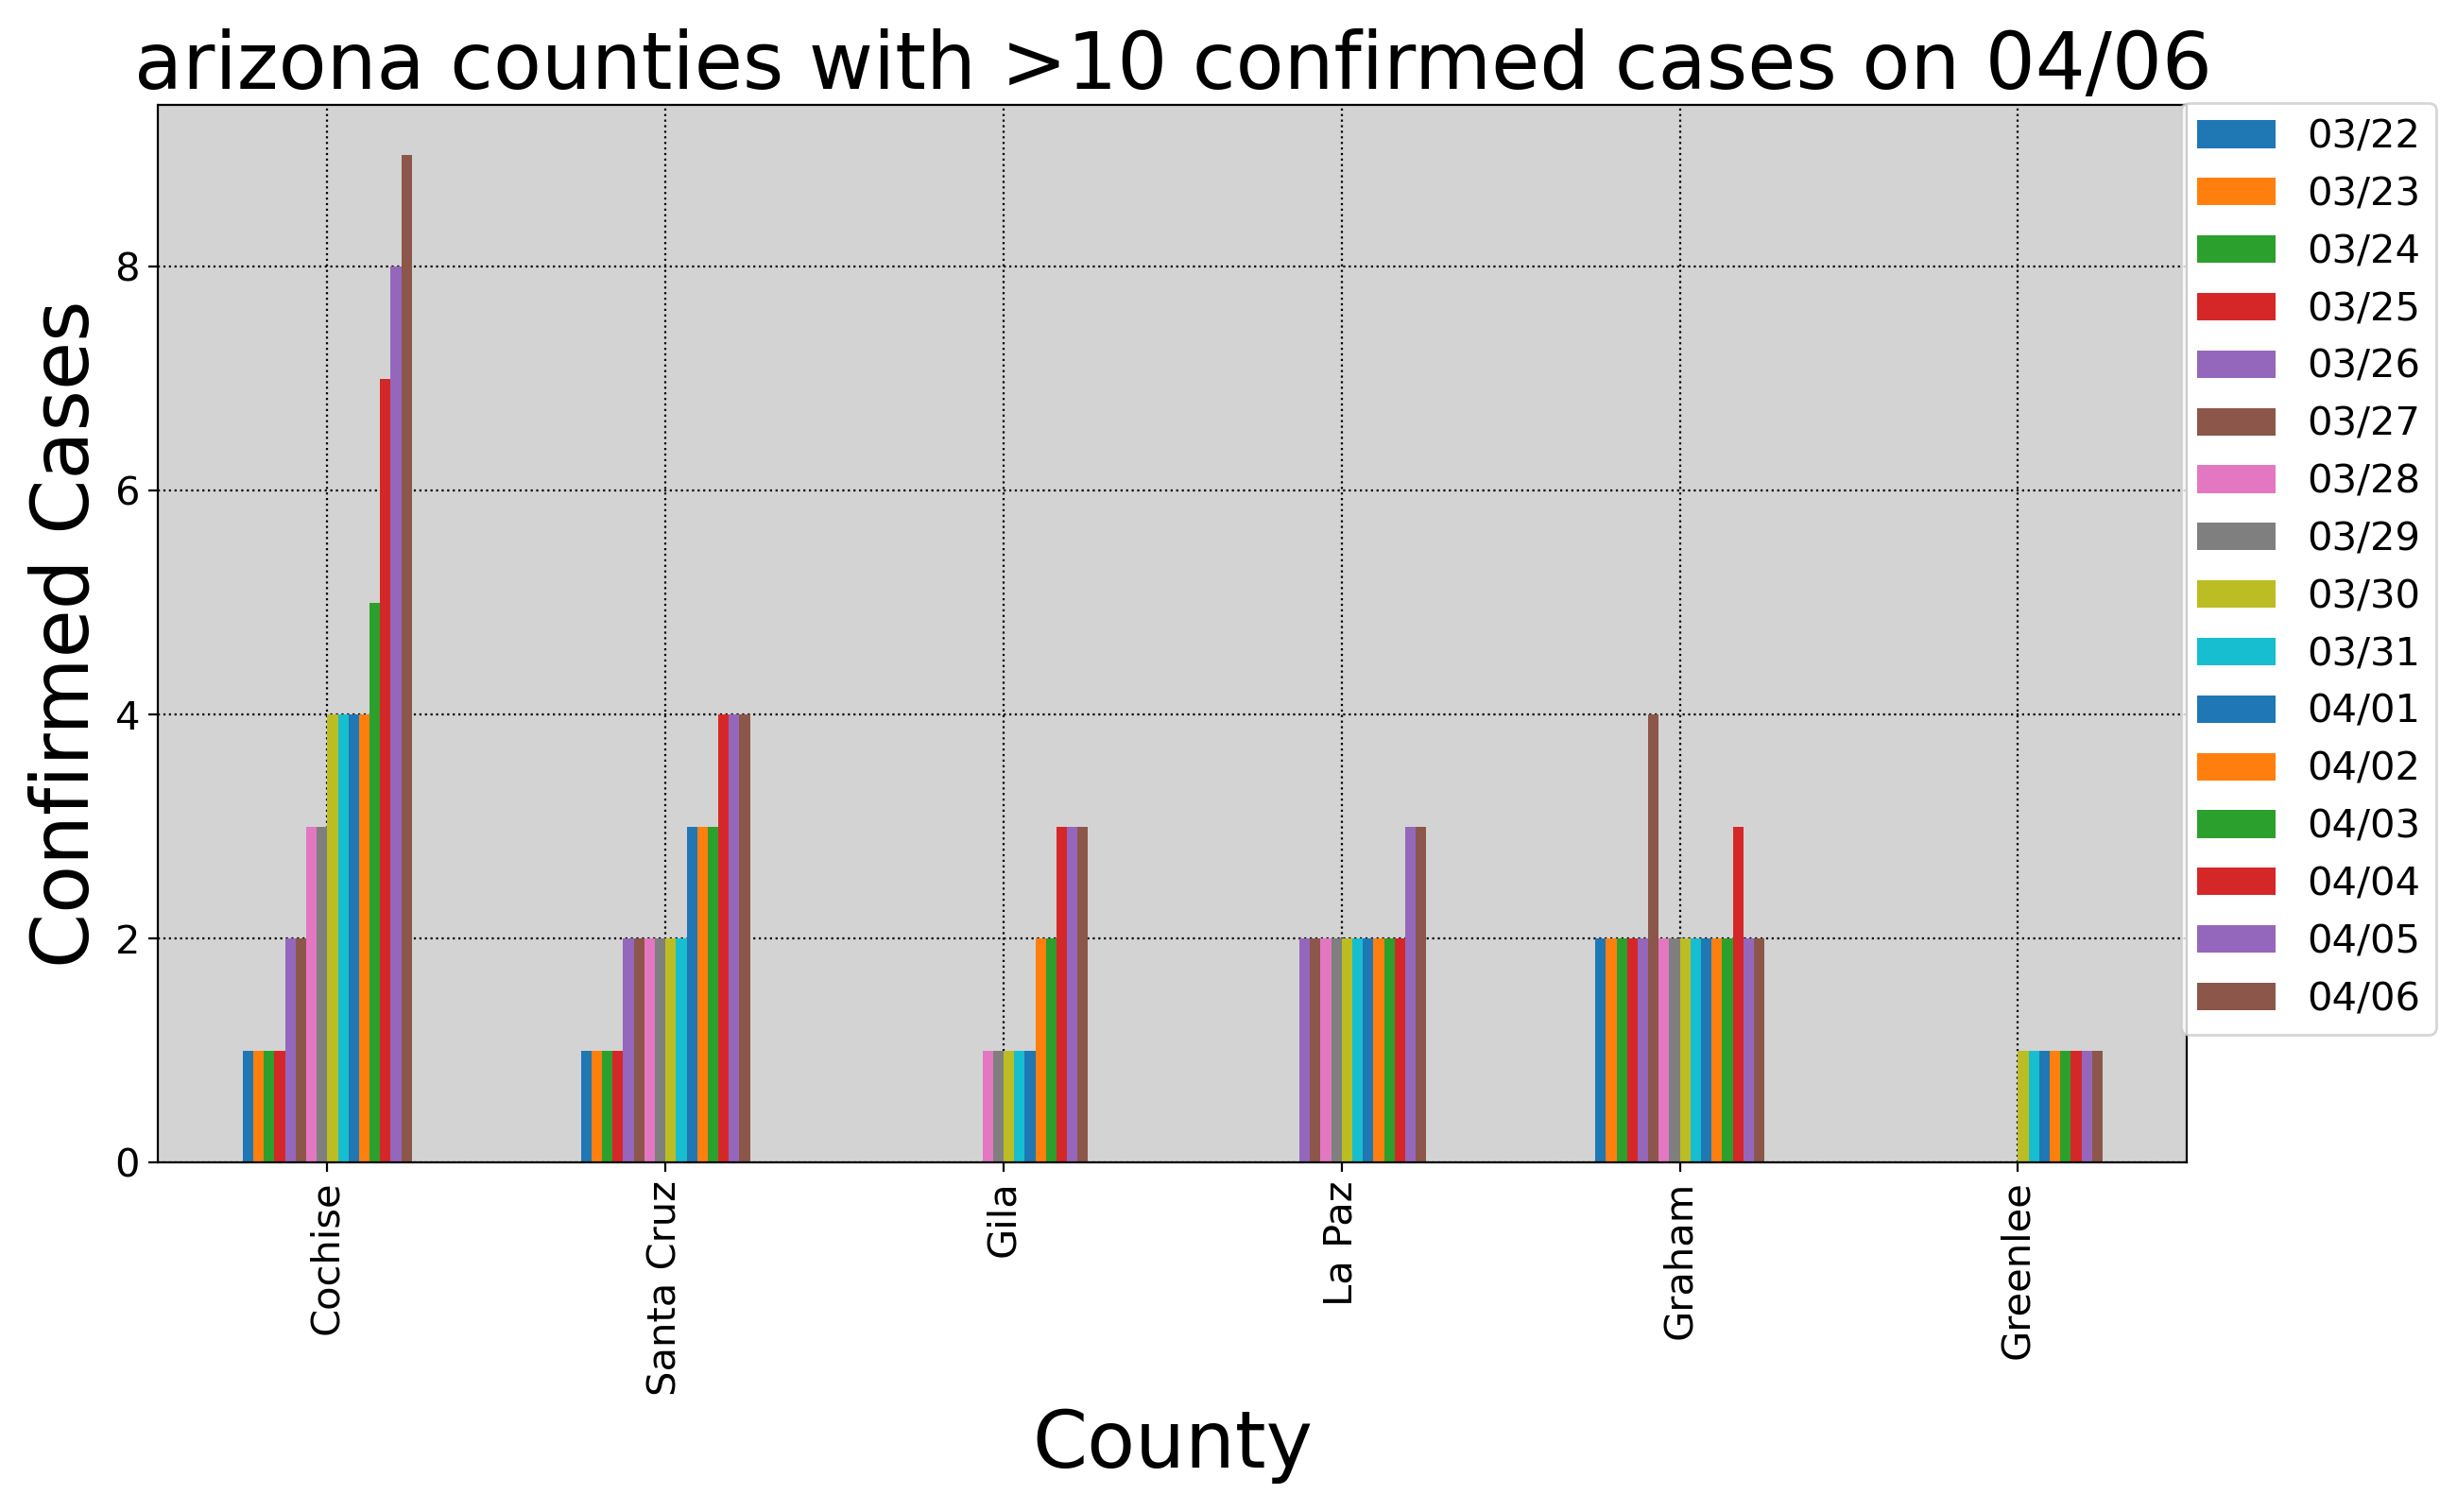 arizona counties with >10 confirmed cases on 04/06
Confirmed Cases
8
6
4
2
0
Cochise
Santa Cruz
Gila
La Paz
Graham
Greenlee
County
03/22
03/23
03/24
03/25
03/26
03/27
03/28
03/29
03/30
03/31
04/01
04/02
04/03
04/04
04/05
04/06